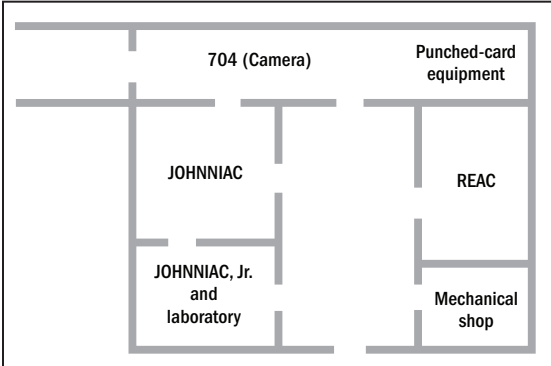 704 (Camera)
Punched-card
equipment
JOHNNIAC
REAC
JOHNNIAC, Jr.
and
laboratory
Mechanical
shop